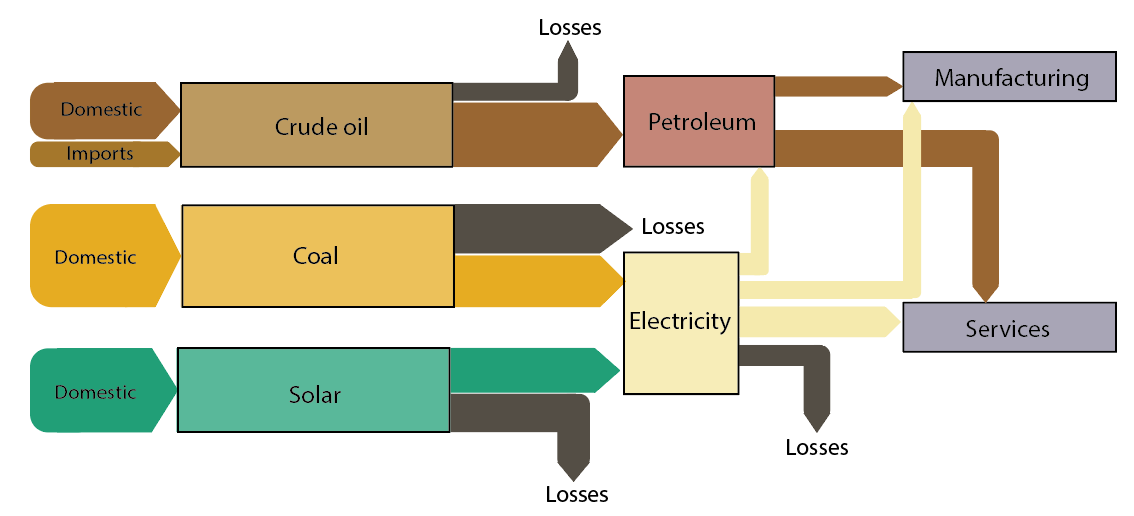 Losses
Manufacturing
Domestic
Crude oil
Petroleum
Imports
Losses
Domestic
Coal
Electricity
Services
Domestic
Solar
Losses
Losses